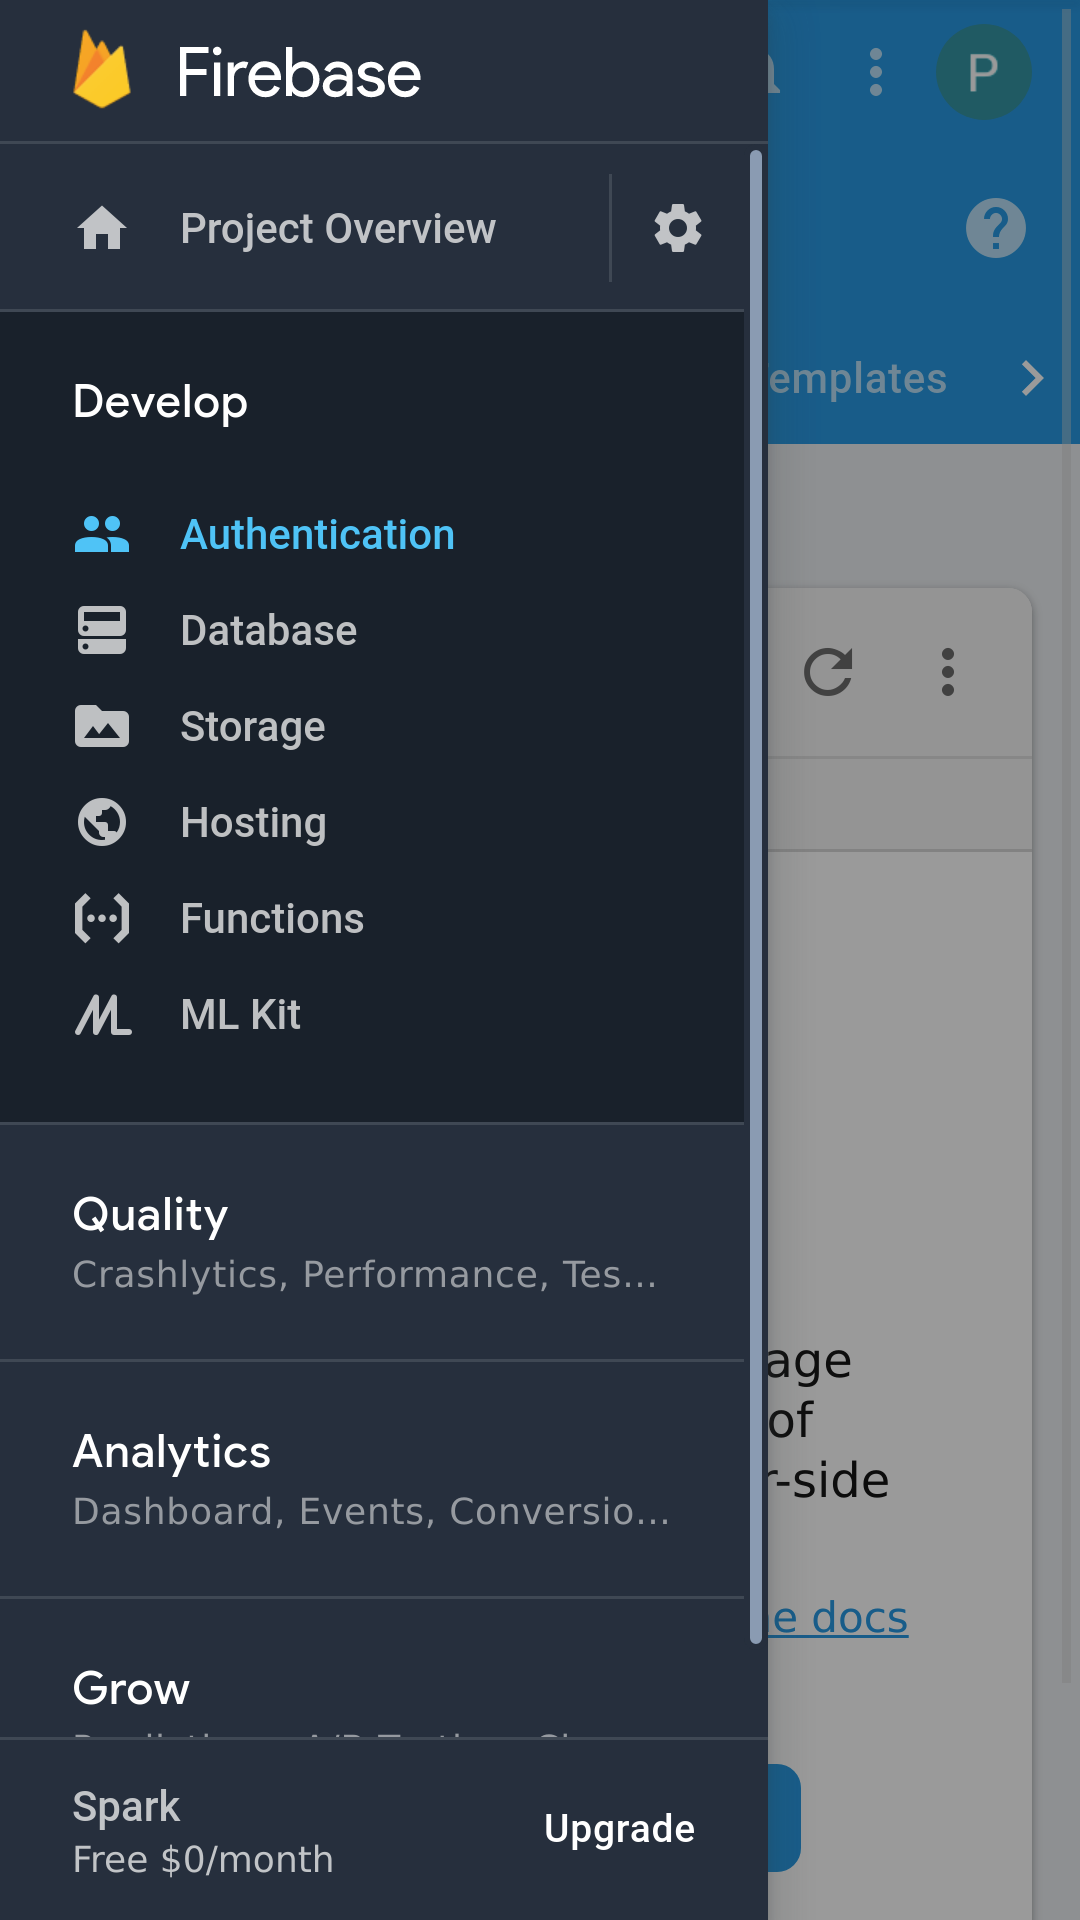 Firebase
P
Project Overview
emplates
Develop
Authentication
Database
Storage
Hosting
Functions
ML Kit
Quality
Crashlytics, Performance, Tes...
age
of
r-side
Analytics
Dashboard, Events, Conversio...
e docs
Grow
Spark
Free $0/month
Upgrade